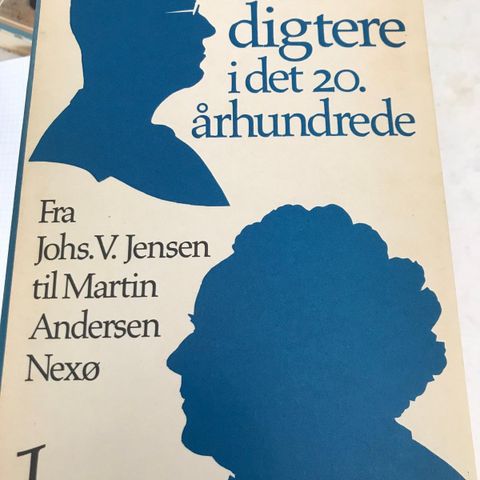 digtere
i det 20.
århundrede
Fra
Johs. V. Jensen
til Martin
Andersen
Nexø
I